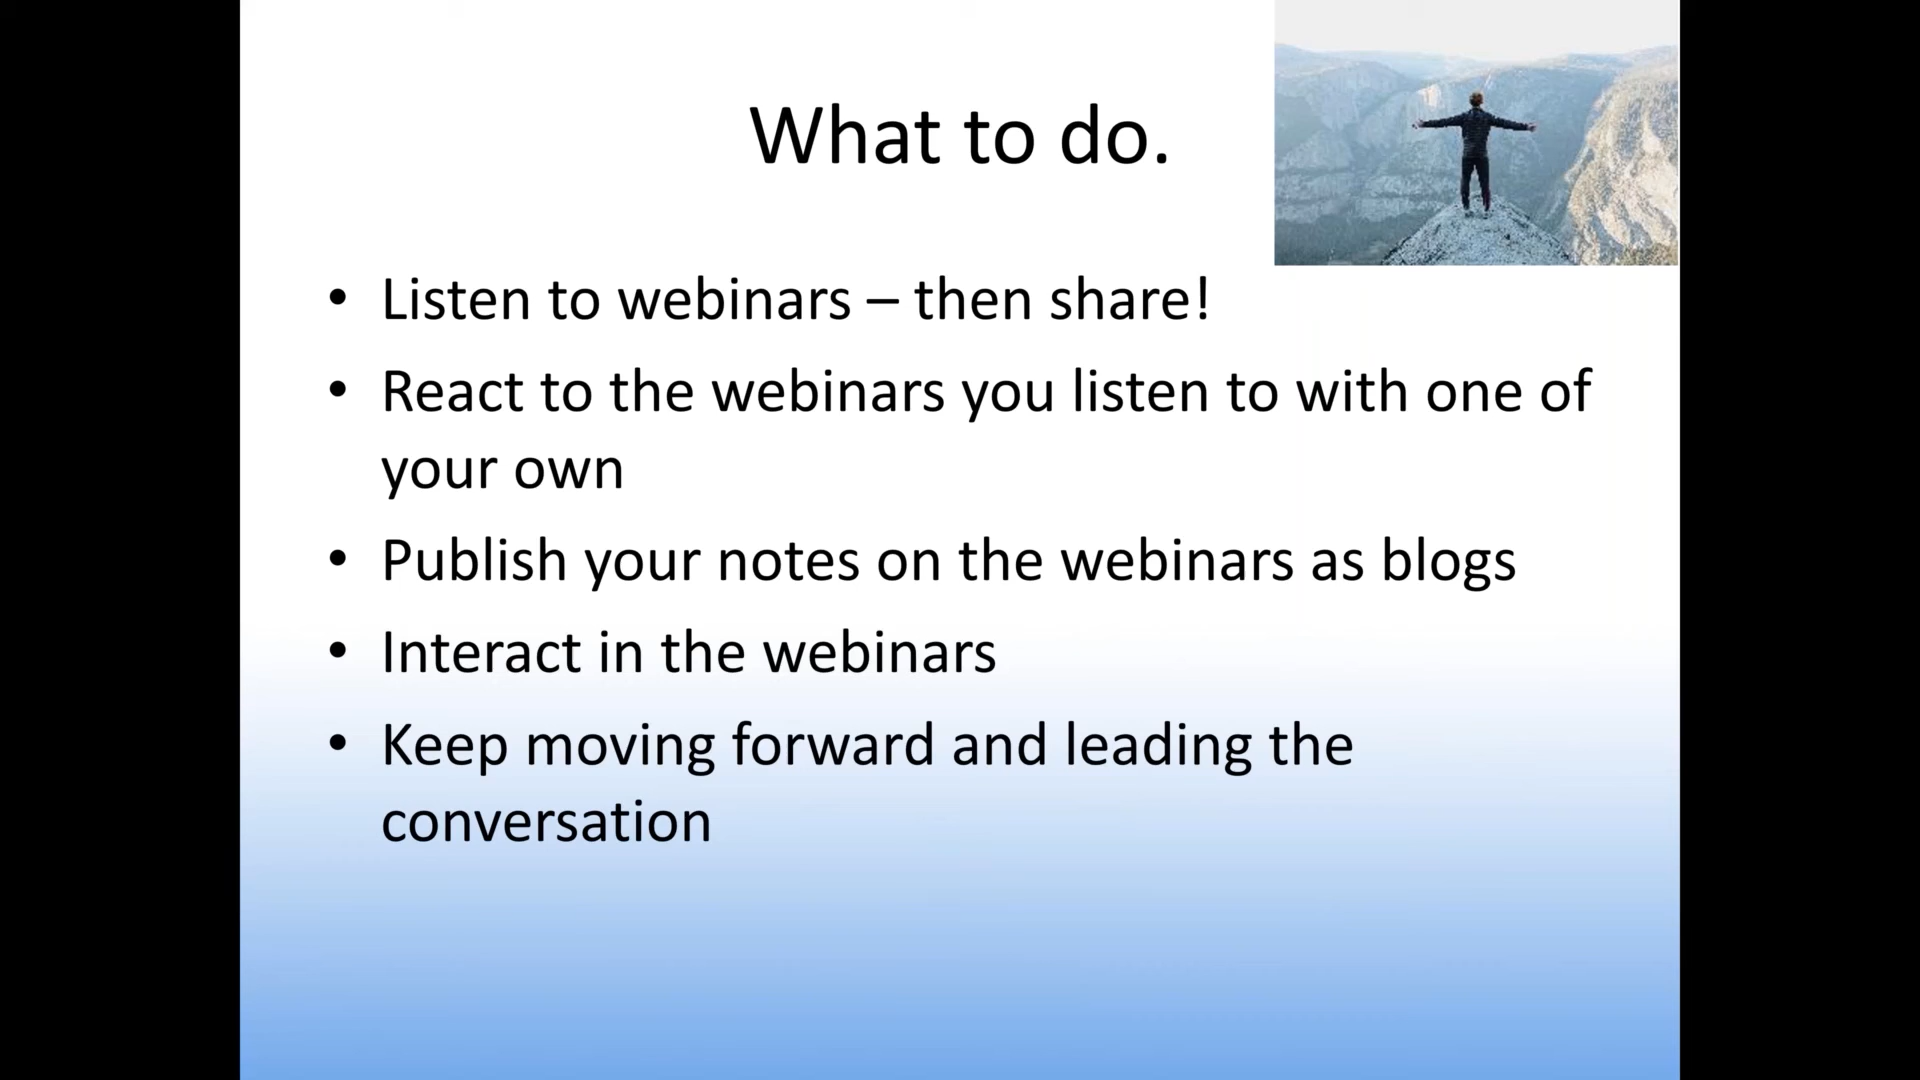 What to do.
• Listen to webinars – then share!
• React to the webinars you listen to with one of
your own
• Publish your notes on the webinars as blogs
• Interact in the webinars
• Keep moving forward and leading the
conversation